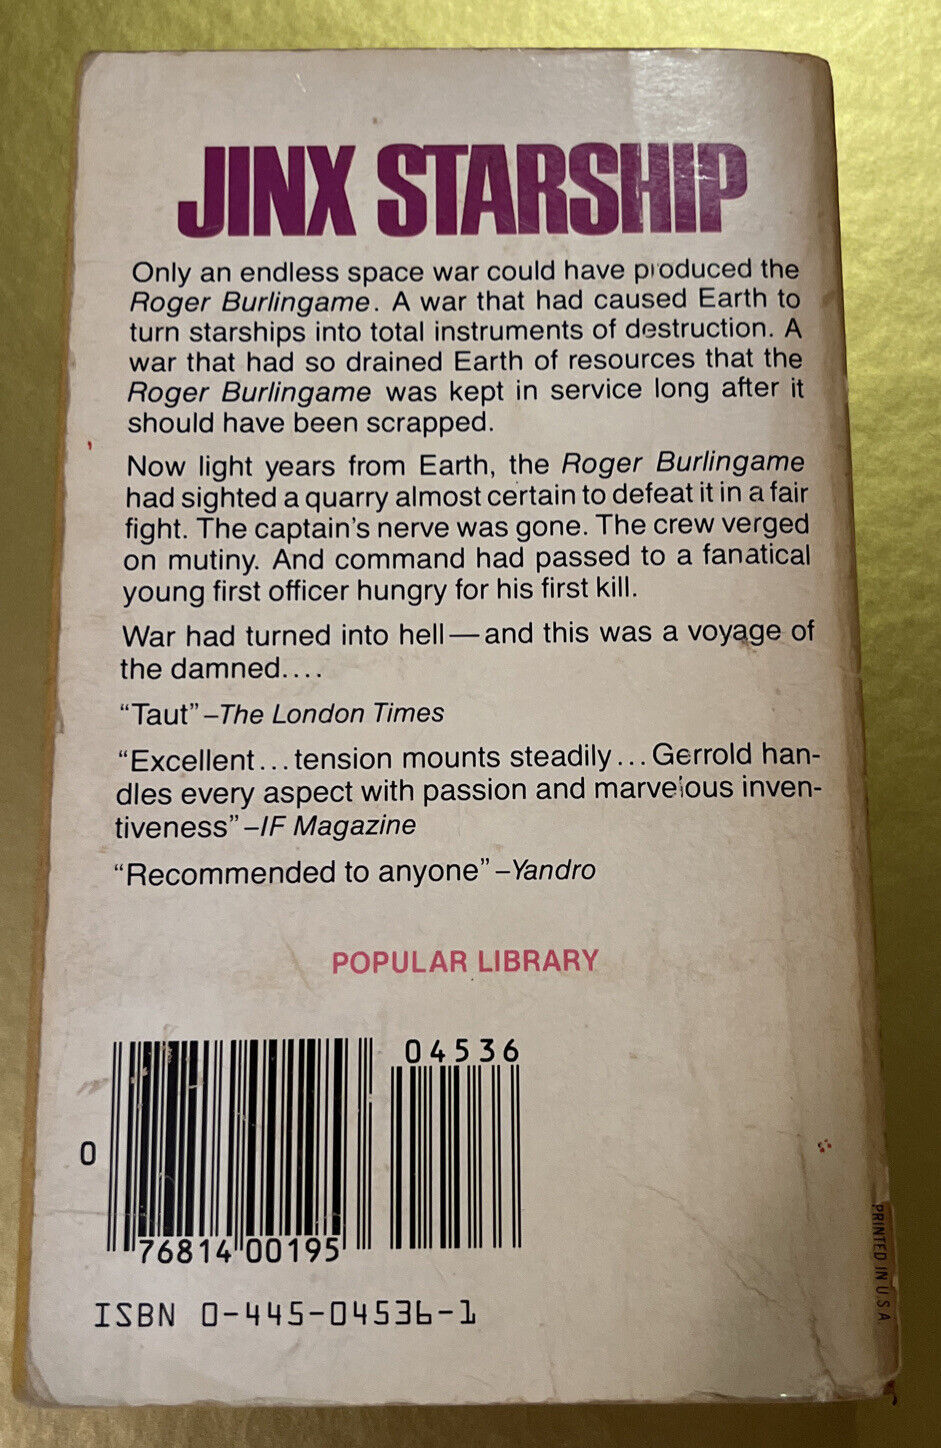 JINX STARSHIP
Only an endless space war could have produced the
Roger Burlingame. A war that had caused Earth to
turn starships into total instruments of destruction. A
war that had so drained Earth of resources that the
Roger Burlingame was kept in service long after it
should have been scrapped.
Now light years from Earth, the Roger Burlingame
had sighted a quarry almost certain to defeat it in a fair
fight. The captain's nerve was gone. The crew verged
on mutiny. And command had passed to a fanatical
young first officer hungry for his first kill.
War had turned into hell—and this was a voyage of
the damned....
“Taut”–The London Times
“Excellent...tension mounts steadily...Gerrold han-
dles every aspect with passion and marvelous inven-
tiveness”–IF Magazine
“Recommended to anyone”–Yandro
POPULAR LIBRARY
04536
0
76814 00195
ISBN 0-445-04536-1
PRINTED IN U.S.A